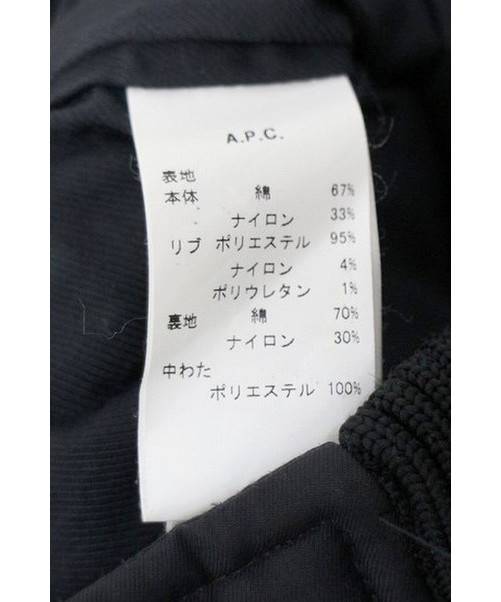 A.P.C.
表地
本体 綿 67%
ナイロン 33%
リブ ポリエステル 95%
ナイロン 4%
ポリウレタン 1%
裏地 綿 70%
ナイロン 30%
中わた
ポリエステル 100%